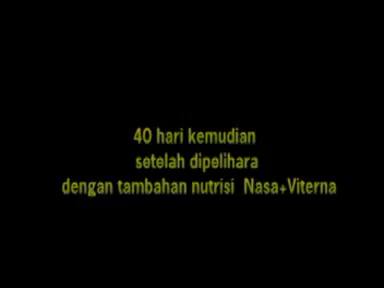 40 hari kemudian
setelah dipelihara
dengan tambahan nutrisi Nasa+Viterna